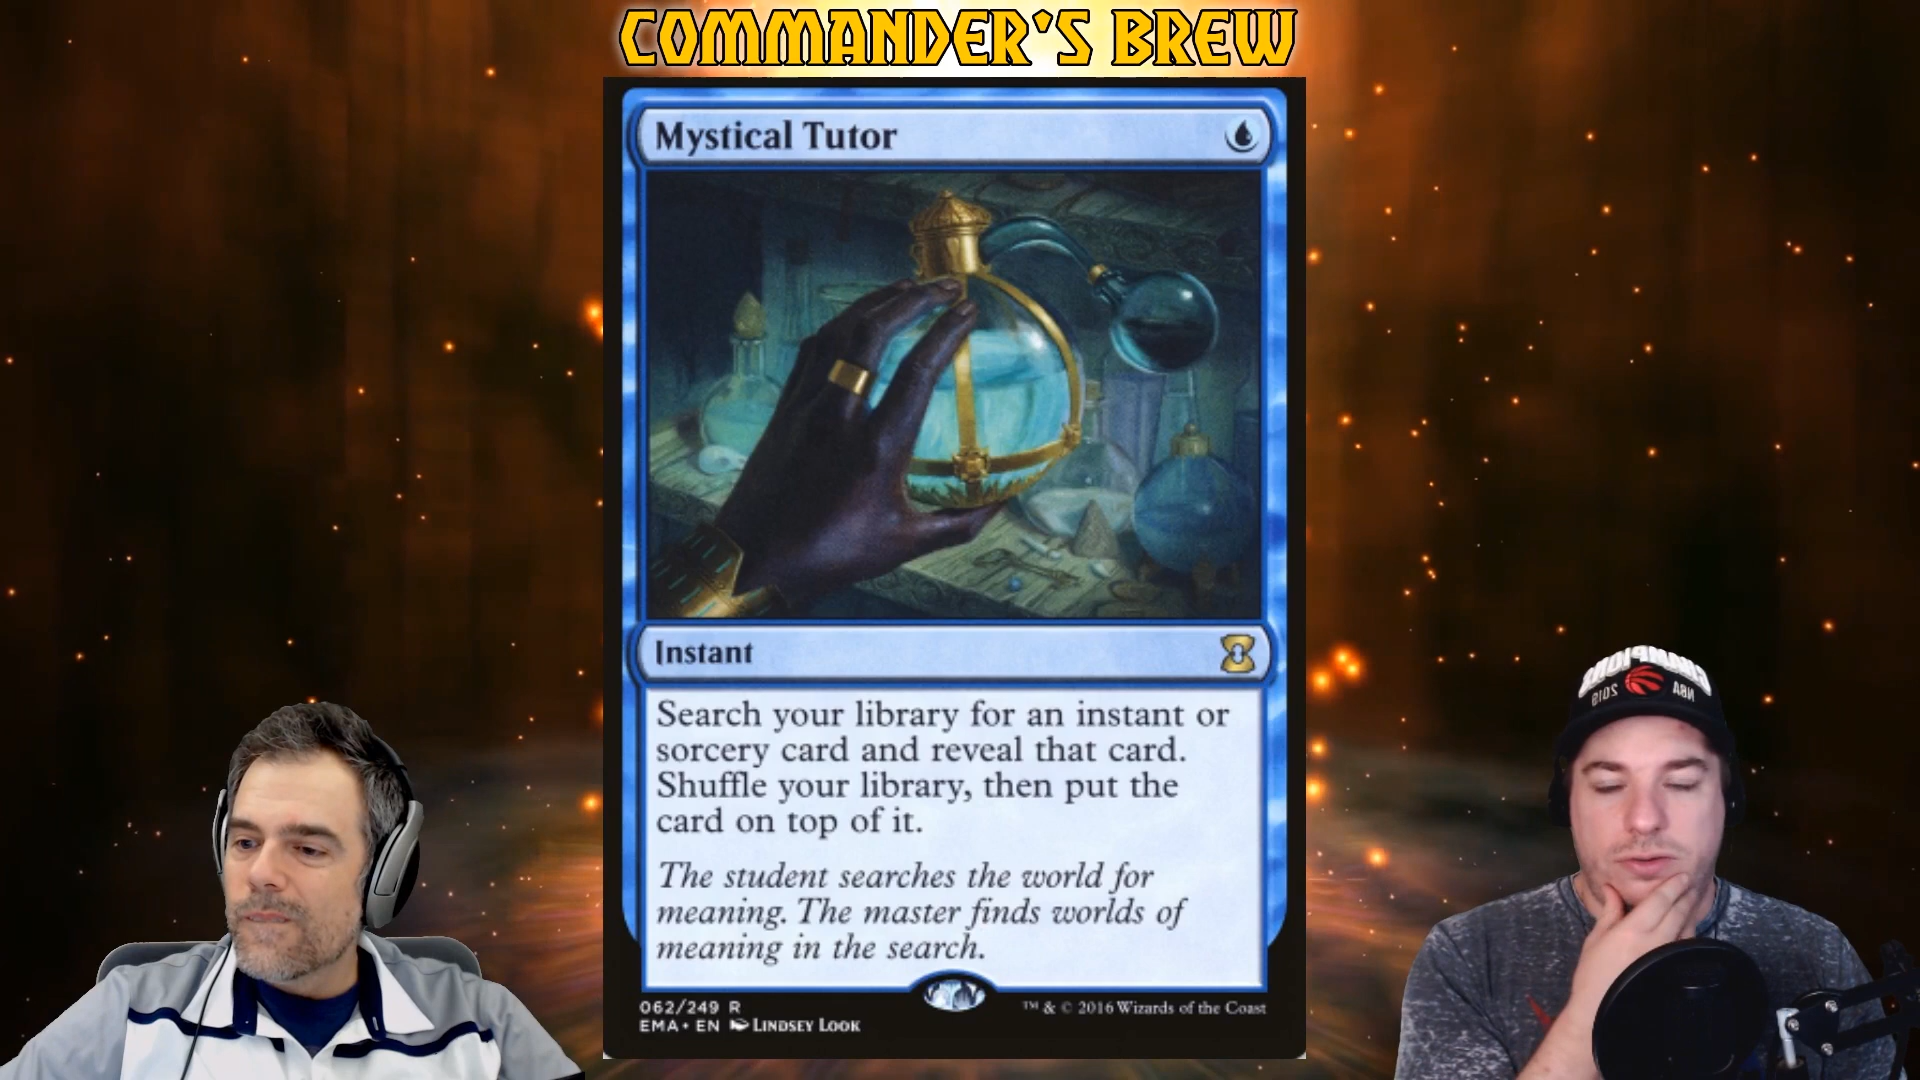 COMMANDER'S BREW
Mystical Tutor
Instant
Search your library for an instant or
sorcery card and reveal that card.
Shuffle your library, then put the
card on top of it.
The student searches the world for
meaning. The master finds worlds of
meaning in the search.
062/249 R
EMA • EN LINDSEY LOOK
™ & © 2016 Wizards of the Coast
CHAMPIONS
2019 NBA